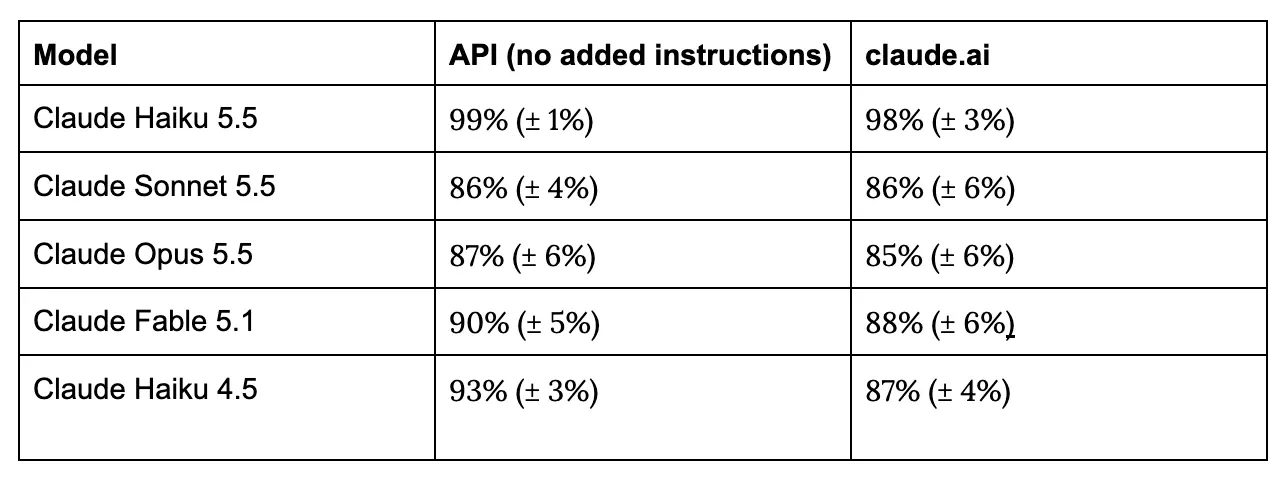 Model API (no added instructions) claude.ai
Claude Haiku 5.5 99% (± 1%) 98% (± 3%)
Claude Sonnet 5.5 86% (± 4%) 86% (± 6%)
Claude Opus 5.5 87% (± 6%) 85% (± 6%)
Claude Fable 5.1 90% (± 5%) 88% (± 6%)
Claude Haiku 4.5 93% (± 3%) 87% (± 4%)